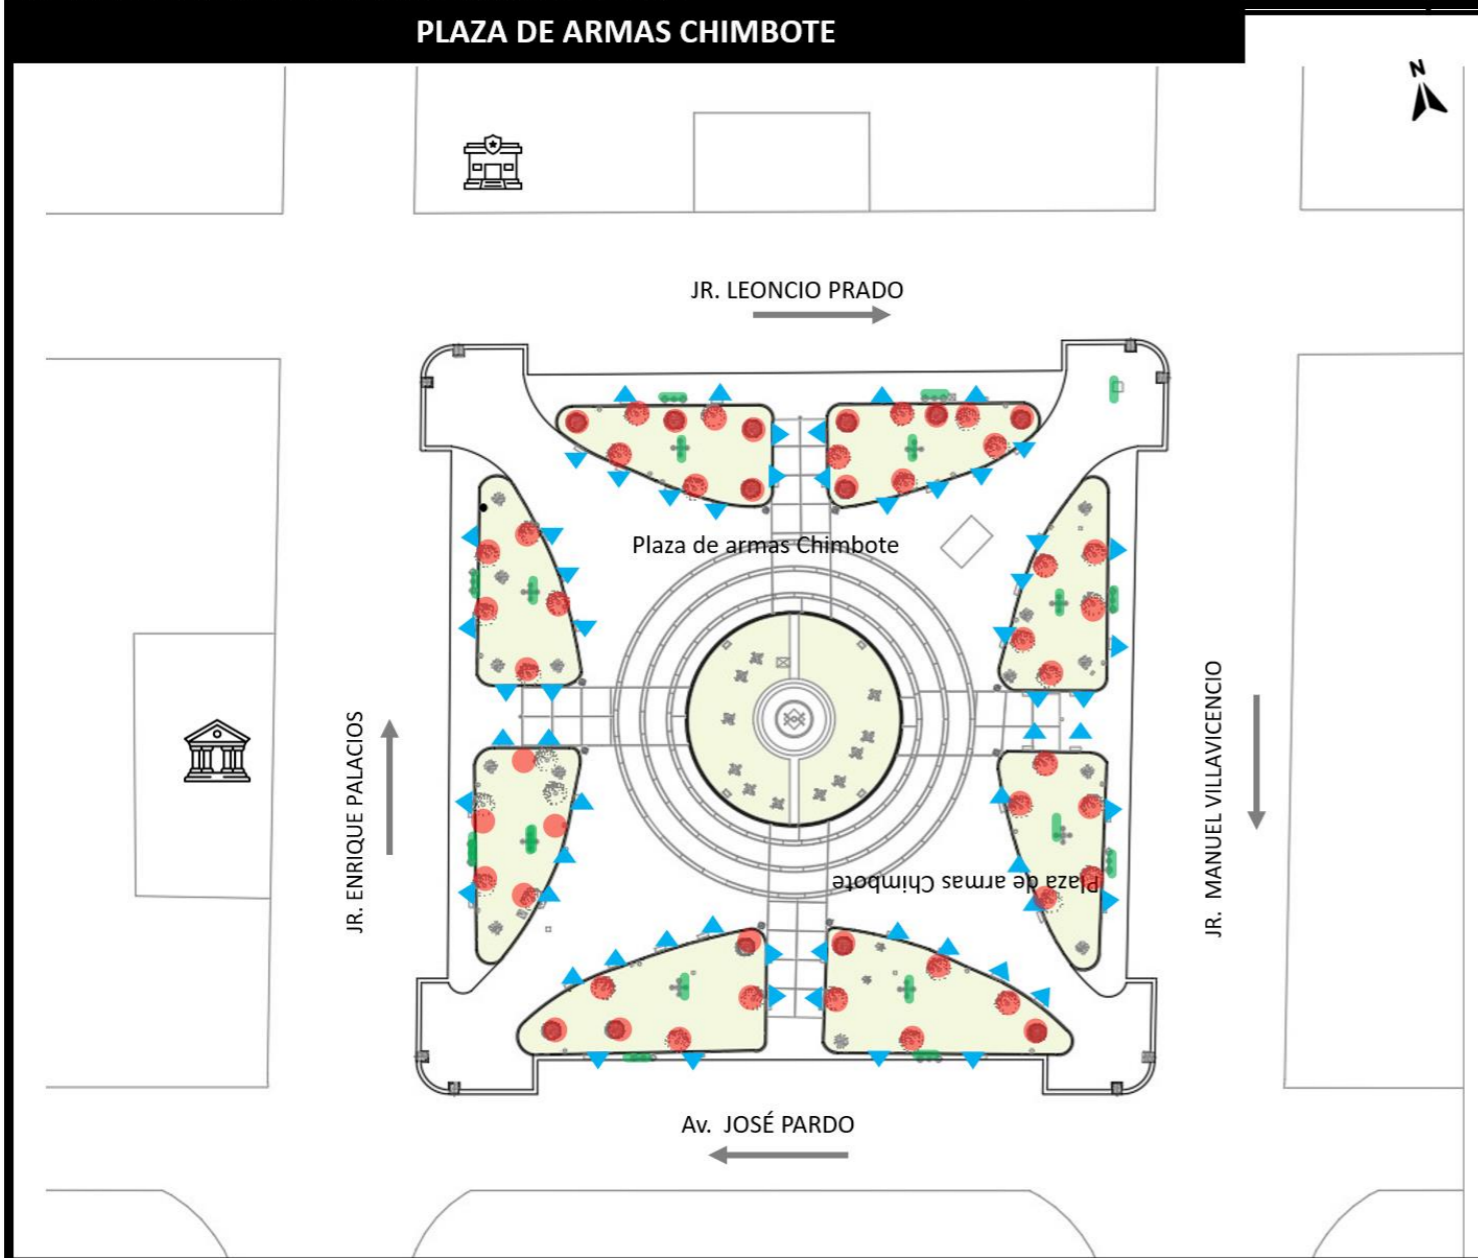 PLAZA DE ARMAS CHIMBOTE
N
JR. LEONCIO PRADO
Plaza de armas Chimbote
JR. ENRIQUE PALACIOS
JR. MANUEL VILLAVICENCIO
Plaza de armas Chimbote
Av. JOSÉ PARDO